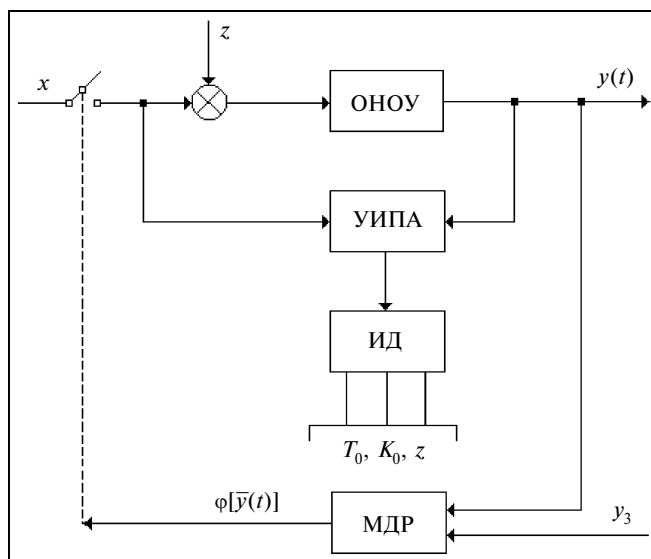 z
x
ОНОУ
y(t)
УИПА
ИД
T₀, K₀, z
φ[y̅(t)]
МДР
y₃